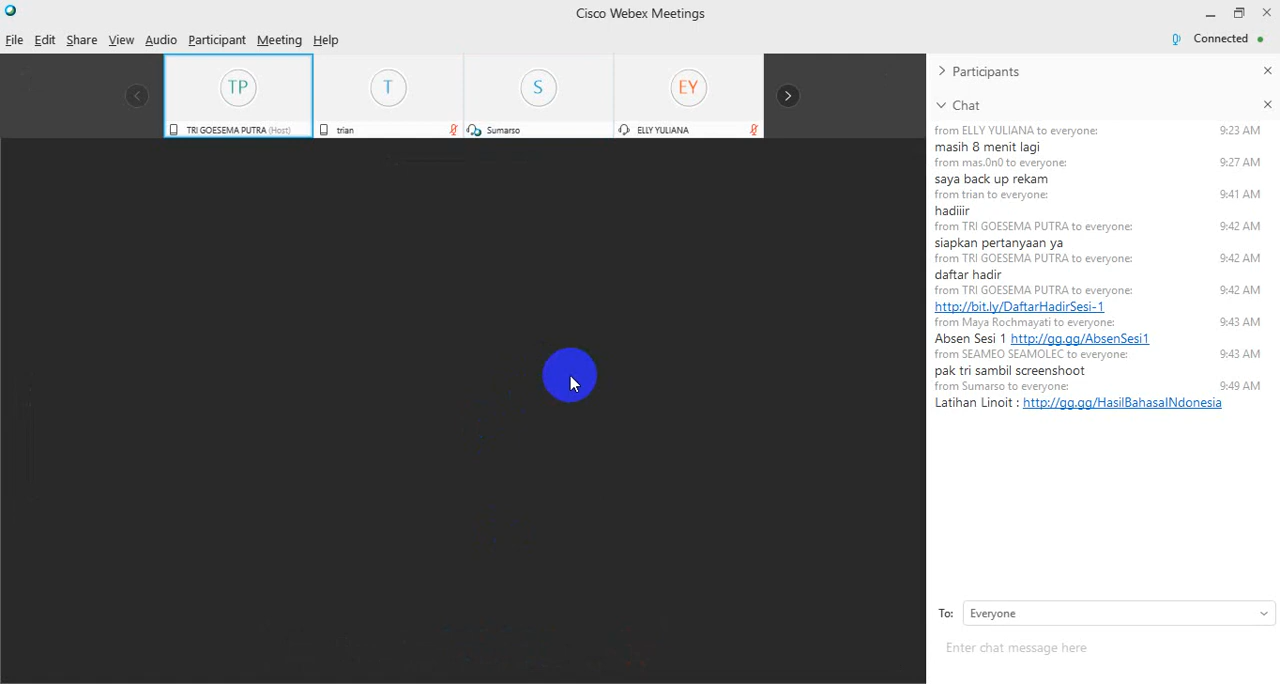 Cisco Webex Meetings
File Edit Share View Audio Participant Meeting Help
Connected
TP
T
S
EY
TRI GOESEMA PUTRA (Host)
trian
Sumarso
ELLY YULIANA
Participants
Chat
from ELLY YULIANA to everyone: 9:23 AM
masih 8 menit lagi
from mas.0n0 to everyone: 9:27 AM
saya back up rekam
from trian to everyone: 9:41 AM
hadiiir
from TRI GOESEMA PUTRA to everyone: 9:42 AM
siapkan pertanyaan ya
from TRI GOESEMA PUTRA to everyone: 9:42 AM
daftar hadir
from TRI GOESEMA PUTRA to everyone: 9:42 AM
http://bit.ly/DaftarHadirSesi-1
from Maya Rochmayati to everyone: 9:43 AM
Absen Sesi 1 http://gg.gg/AbsenSesi1
from SEAMEO SEAMOLEC to everyone: 9:43 AM
pak tri sambil screenshoot
from Sumarso to everyone: 9:49 AM
Latihan Linoit : http://gg.gg/HasilBahasaINdonesia
To: Everyone
Enter chat message here